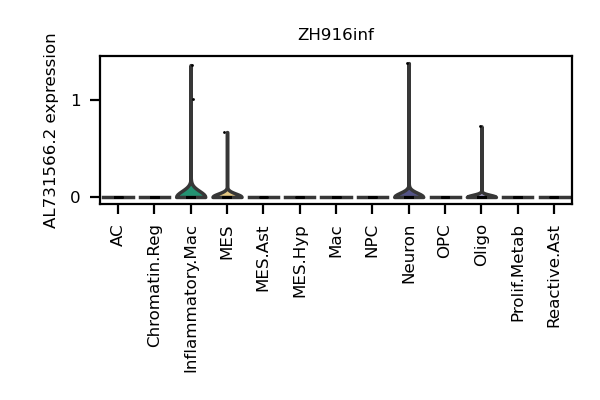 ZH916inf
AL731566.2 expression
1
0
AC
Chromatin.Reg
Inflammatory.Mac
MES
MES.Ast
MES.Hyp
Mac
NPC
Neuron
OPC
Oligo
Prolif.Metab
Reactive.Ast